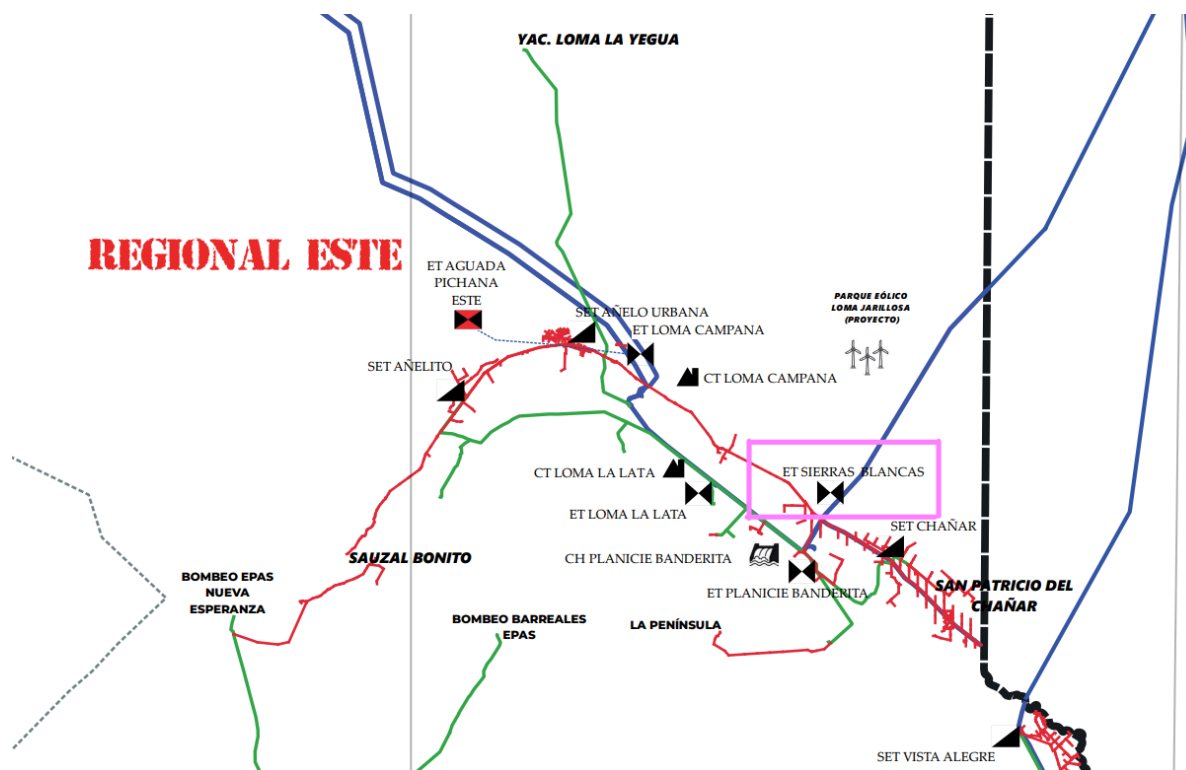 YAC. LOMA LA YEGUA
REGIONAL ESTE
ET AGUADA
PICHANA
ESTE
SET AÑELO URBANA
ET LOMA CAMPANA
PARQUE EÓLICO
LOMA JARILLOSA
(PROYECTO)
SET AÑELITO
CT LOMA CAMPANA
CT LOMA LA LATA
ET SIERRAS BLANCAS
ET LOMA LA LATA
SET CHAÑAR
CH PLANICIE BANDERITA
SAUZAL BONITO
BOMBEO EPAS
NUEVA
ESPERANZA
ET PLANICIE BANDERITA
SAN PATRICIO DEL
CHAÑAR
BOMBEO BARREALES
EPAS
LA PENÍNSULA
SET VISTA ALEGRE